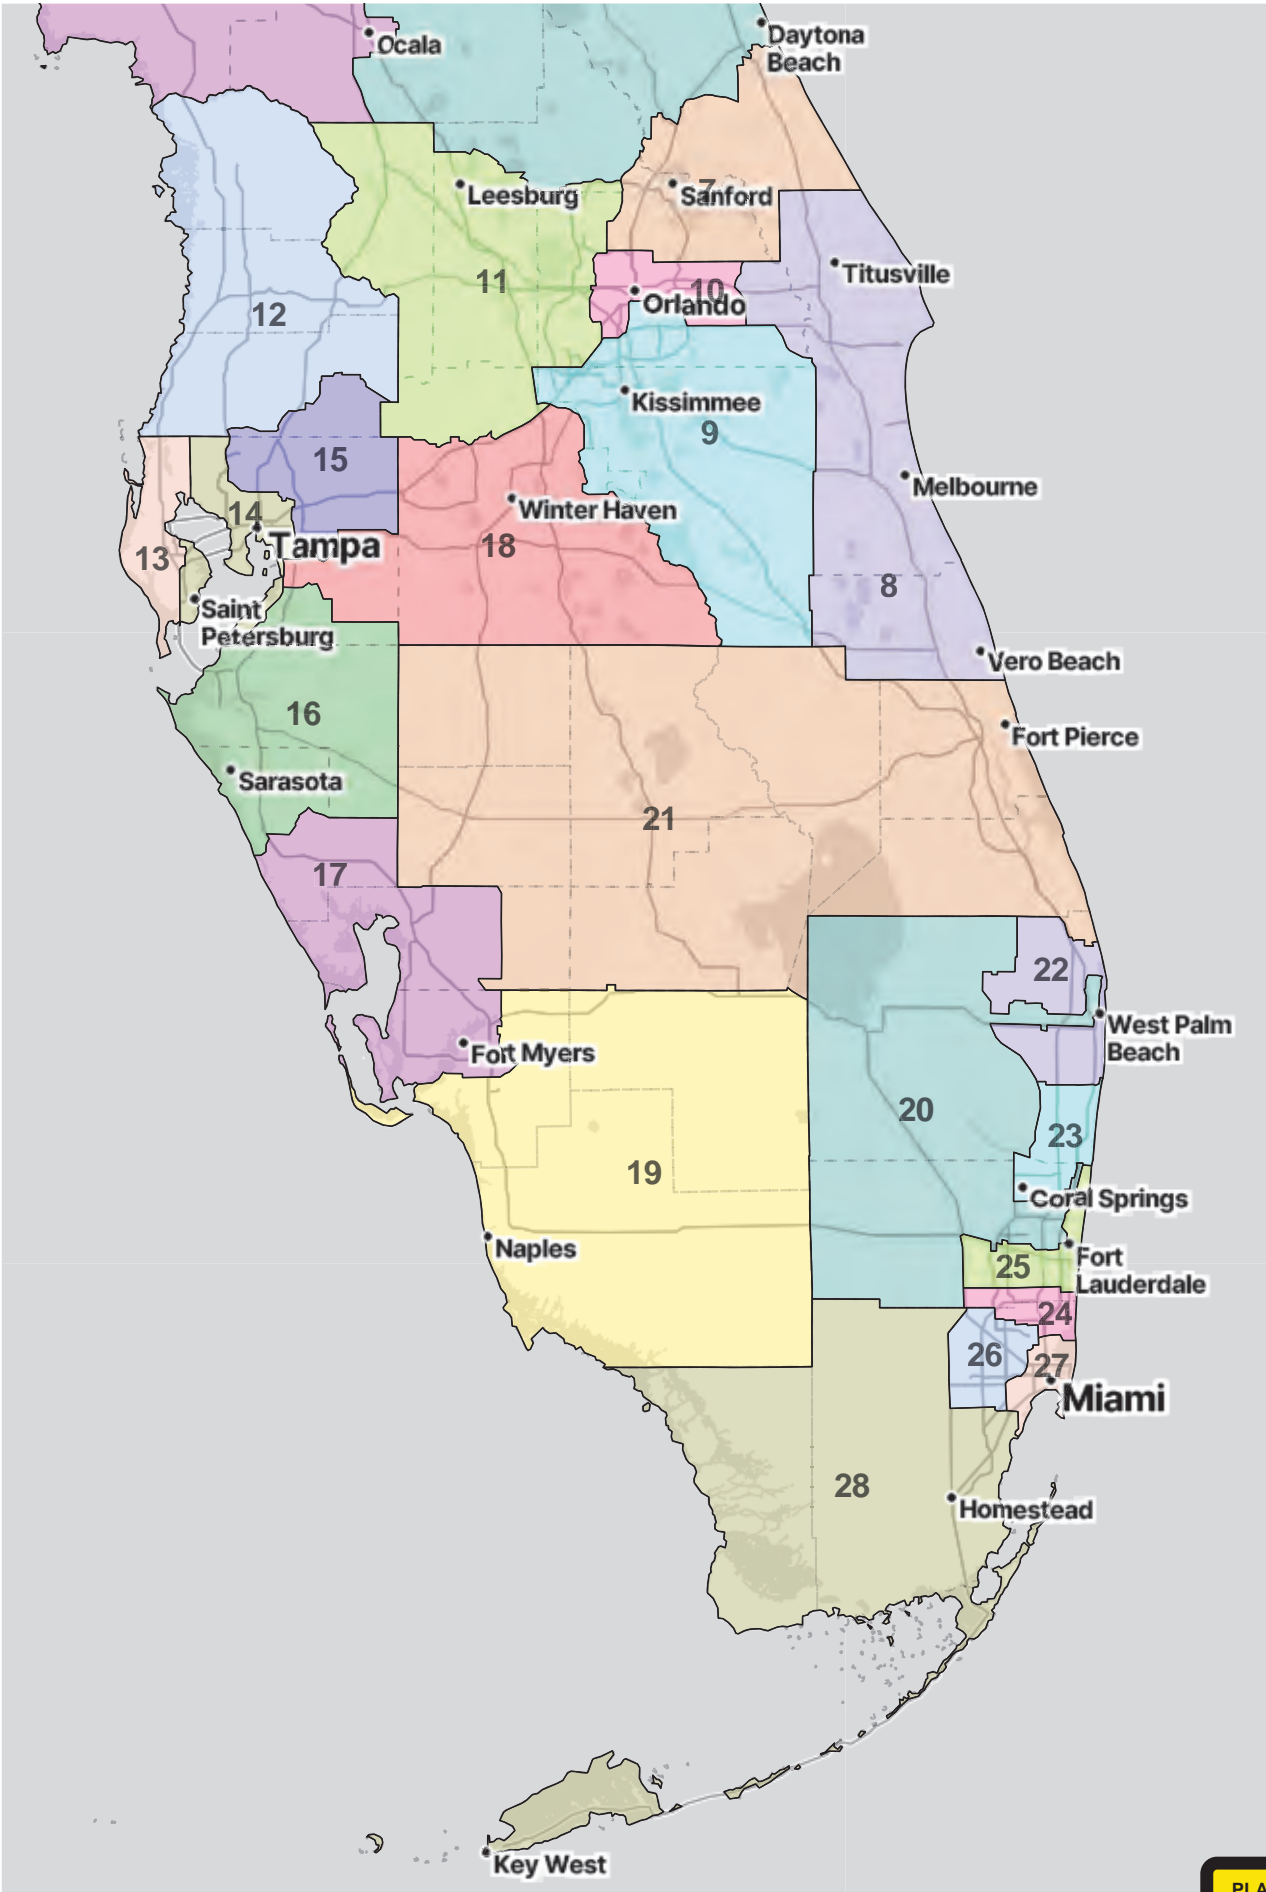 Ocala
Daytona
Beach
7
Sanford
Leesburg
Titusville
11
10
Orlando
12
Kissimmee
9
15
Melbourne
14
Winter Haven
Tampa
18
13
8
Saint
Petersburg
Vero Beach
16
Fort Pierce
Sarasota
21
17
22
West Palm
Beach
Fort Myers
20
23
19
Coral Springs
Naples
Fort
Lauderdale
25
24
26
27
Miami
28
Homestead
Key West
PLA